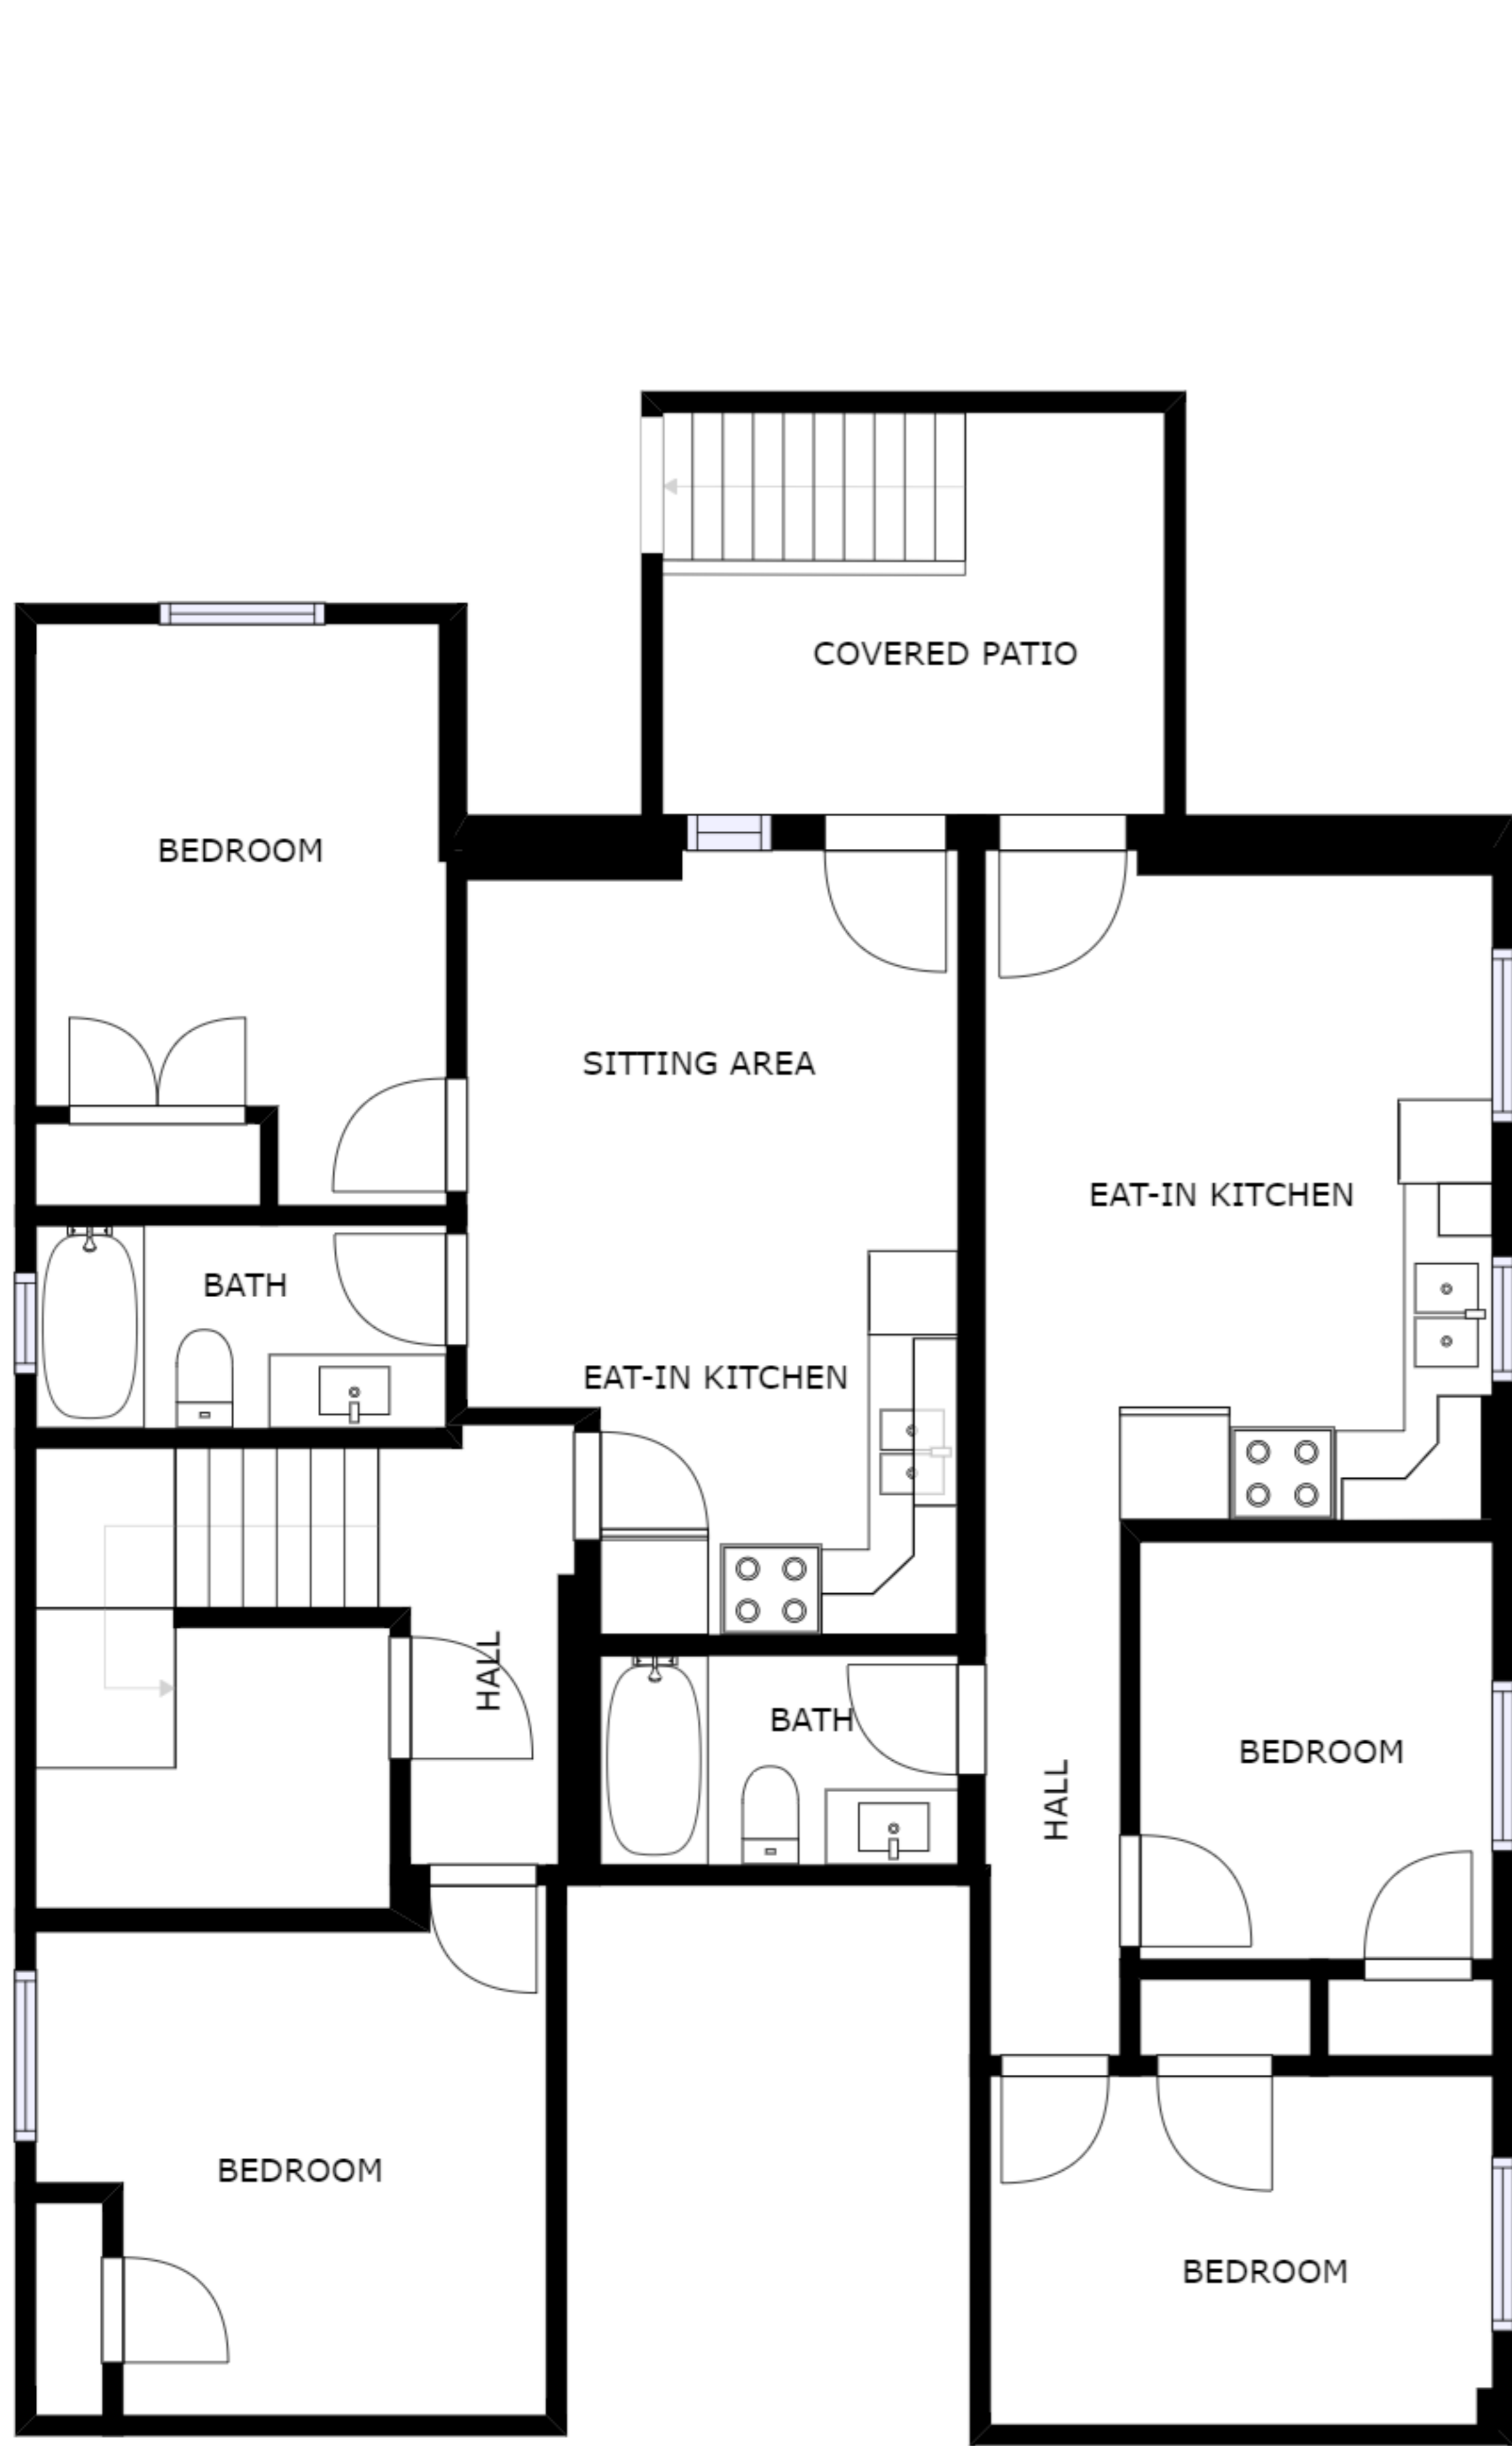 COVERED PATIO
BEDROOM
SITTING AREA
EAT-IN KITCHEN
BATH
EAT-IN KITCHEN
HALL
BATH
BEDROOM
HALL
BEDROOM
BEDROOM